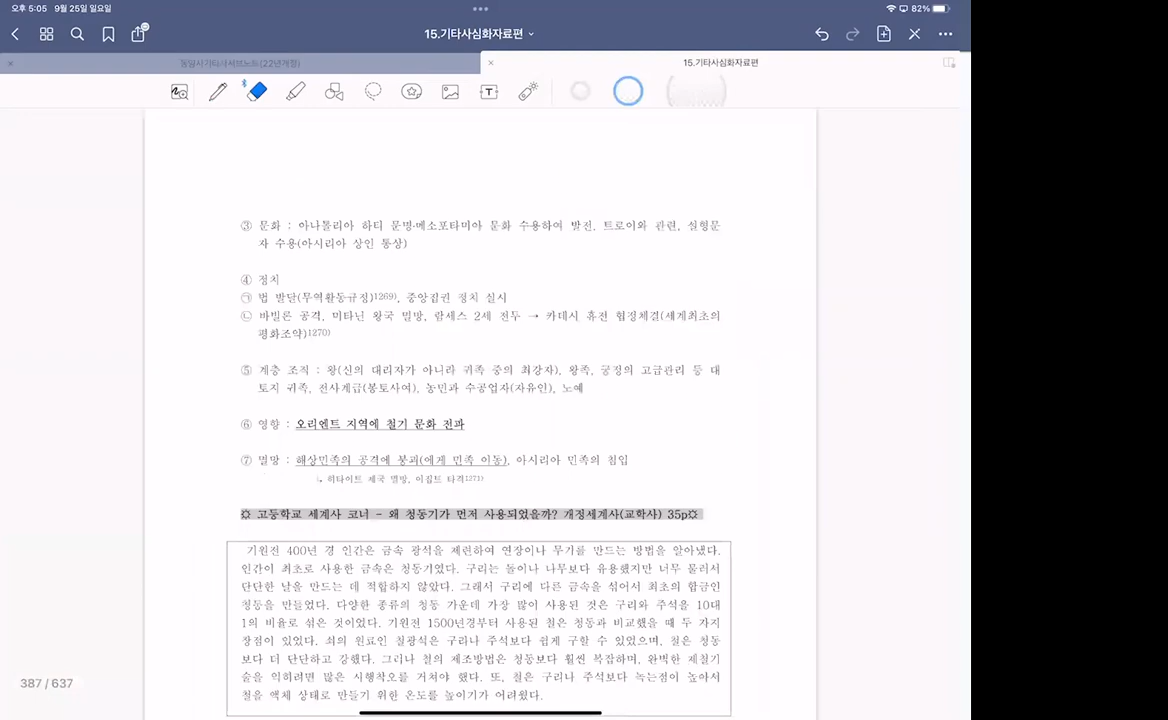 오후 5:05 9월 25일 일요일
82%
15.기타사심화자료편
동남사기타사서브노트(22년개량)
15.기타사심화자료편
T
③ 문화 : 아나톨리아 하티 문명·메소포타미아 문화 수용하여 발전, 트로이와 관련, 설형문
자 수용(아시리아 상인 통상)
④ 정치
㉠ 법 발달(무역활동규정)1269), 중앙집권 정치 실시
㉡ 바빌론 공격, 미타닌 왕국 멸망, 람세스 2세 전투 → 카데시 휴전 협정체결(세계최초의
평화조약)1270)
⑤ 계층 조직 : 왕(신의 대리자가 아니라 귀족 중의 최강자), 왕족, 궁정의 고급관리 등 대
토지 귀족, 전사계급(봉토사여), 농민과 수공업자(자유인), 노예
⑥ 영향 : 오리엔트 지역에 철기 문화 전파
⑦ 멸망 : 해상민족의 공격에 붕괴(에게 민족 이동), 아시리아 민족의 침입
↳ 히타이트 제국 멸망, 이집트 타격1271)
☼ 고등학교 세계사 코너 - 왜 청동기가 먼저 사용되었을까? 개정세계사(교학사) 35p☼
기원전 400년 경 인간은 금속 광석을 제련하여 연장이나 무기를 만드는 방법을 알아냈다.
인간이 최초로 사용한 금속은 청동기였다. 구리는 돌이나 나무보다 유용했지만 너무 물러서
단단한 날을 만드는 데 적합하지 않았다. 그래서 구리에 다른 금속을 섞어서 최초의 합금인
청동을 만들었다. 다양한 종류의 청동 가운데 가장 많이 사용된 것은 구리와 주석을 10대
1의 비율로 섞은 것이었다. 기원전 1500년경부터 사용된 철은 청동과 비교했을 때 두 가지
장점이 있었다. 쇠의 원료인 철광석은 구리나 주석보다 쉽게 구할 수 있었으며, 철은 청동
보다 더 단단하고 강했다. 그러나 철의 제조방법은 청동보다 훨씬 복잡하며, 완벽한 제철기
술을 익히려면 많은 시행착오를 거쳐야 했다. 또, 철은 구리나 주석보다 녹는점이 높아서
철을 액체 상태로 만들기 위한 온도를 높이기가 어려웠다.
387 / 637